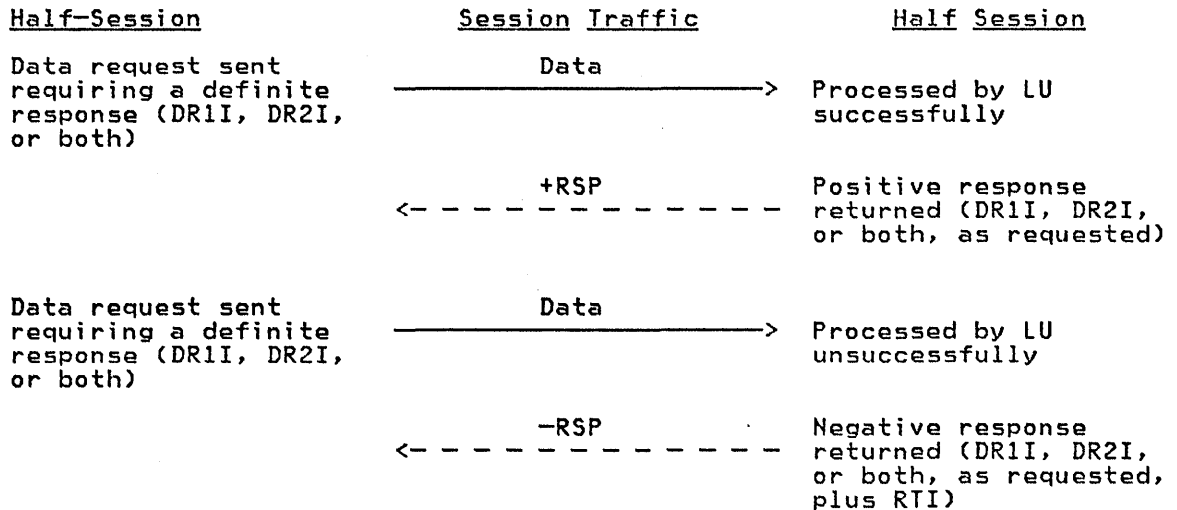 Half-Session Session Traffic Half Session
Data request sent
requiring a definite
response (DR1I, DR2I,
or both)
Data
Processed by LU
successfully
+RSP
Positive response
returned (DR1I, DR2I,
or both, as requested)
Data request sent
requiring a definite
response (DR1I, DR2I,
or both)
Data
Processed by LU
unsuccessfully
-RSP
Negative response
returned (DR1I, DR2I,
or both, as requested,
plus RTI)